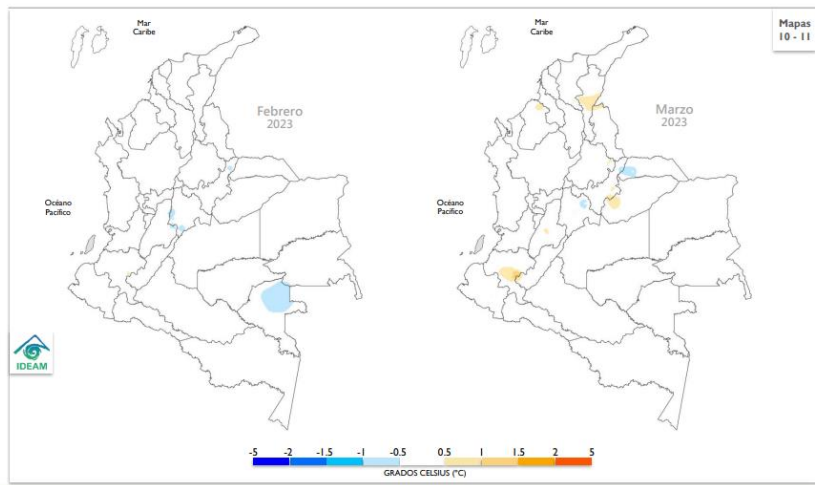 Mar
Caribe
Febrero
2023
Océano
Pacífico
Mar
Caribe
Mapas
10 - 11
Marzo
2023
Océano
Pacífico
IDEAM
-5 -2 -1.5 -1 -0.5 0.5 1 1.5 2 5
GRADOS CELSIUS (°C)